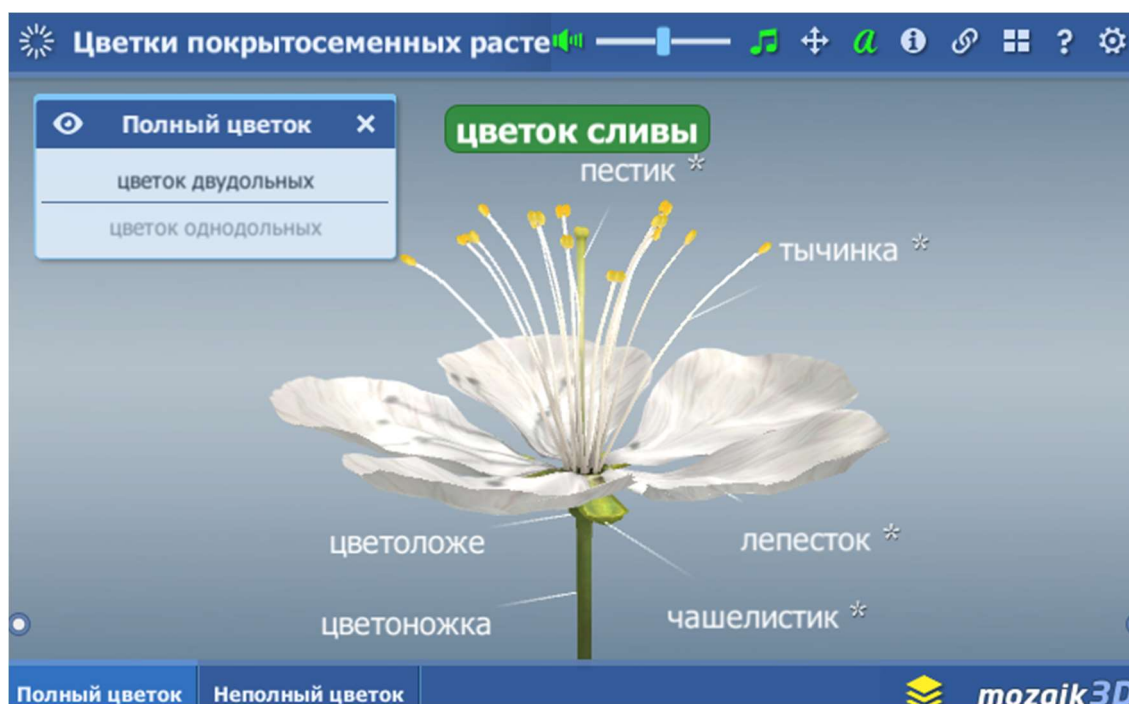 Цветки покрытосеменных расте
Полный цветок
цветок двудольных
цветок однодольных
цветок сливы
пестик *
тычинка *
цветоложе
лепесток *
цветоножка
чашелистик *
Полный цветок
Неполный цветок
mozaik3D